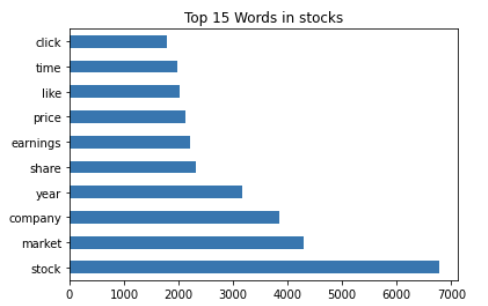 Top 15 Words in stocks
click
time
like
price
earnings
share
year
company
market
stock
0 1000 2000 3000 4000 5000 6000 7000